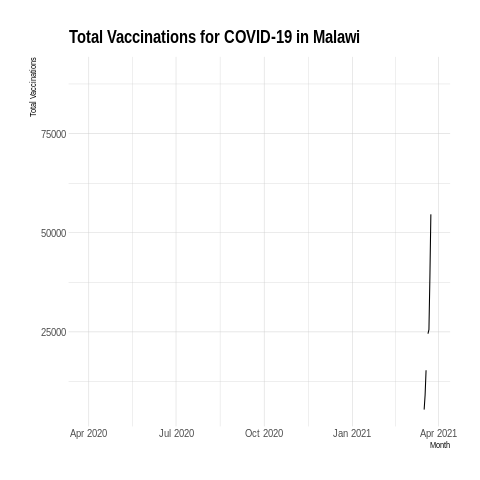 Total Vaccinations for COVID-19 in Malawi
Total Vaccinations
75000
50000
25000
Apr 2020 Jul 2020 Oct 2020 Jan 2021 Apr 2021
Month